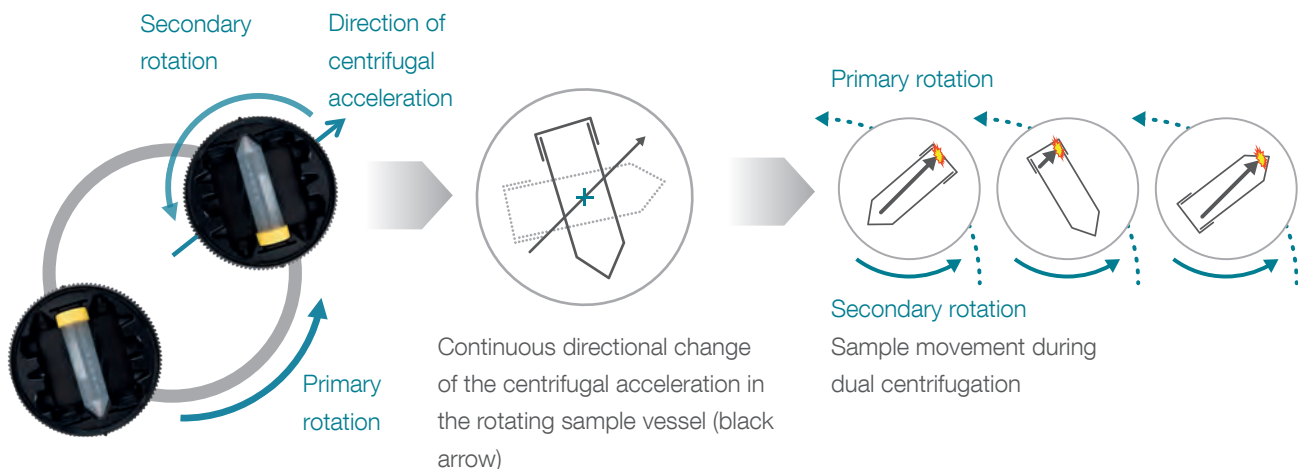 Secondary
rotation
Direction of
centrifugal
acceleration
Primary
rotation
Continuous directional change
of the centrifugal acceleration in
the rotating sample vessel (black
arrow)
Primary rotation
Secondary rotation
Sample movement during
dual centrifugation